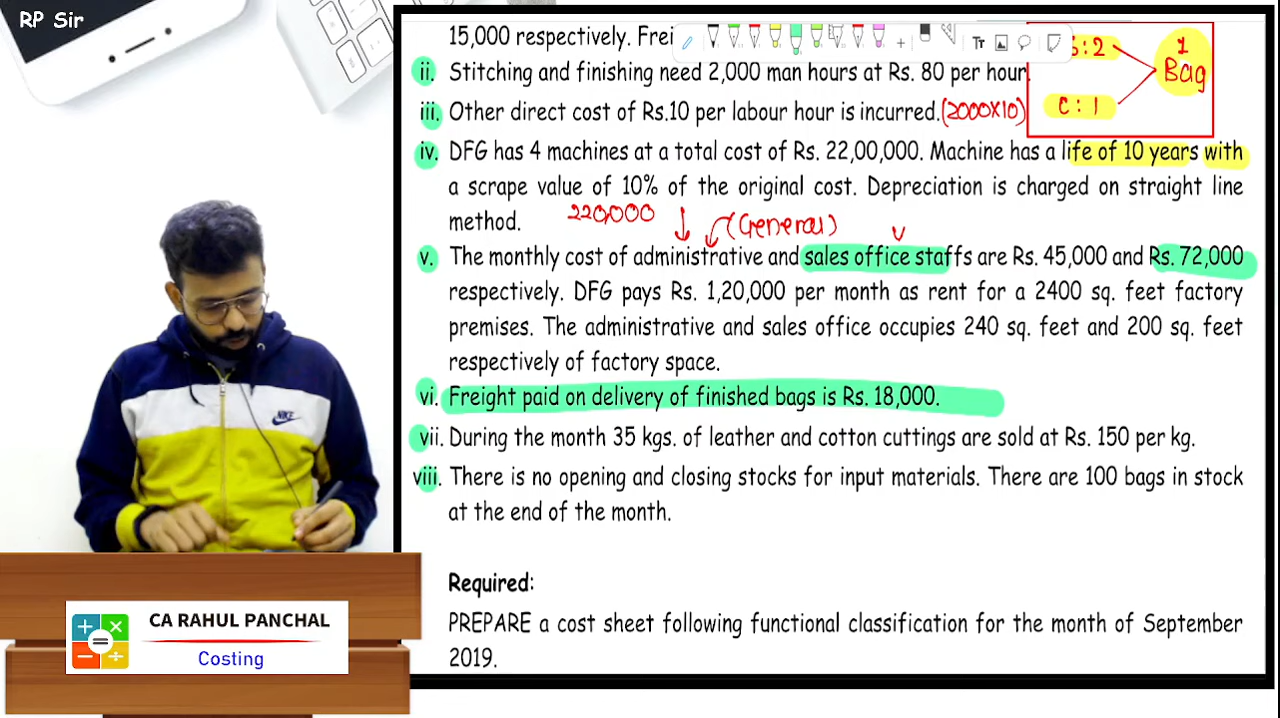 RP Sir
15,000 respectively. Frei
ii. Stitching and finishing need 2,000 man hours at Rs. 80 per hour.
iii. Other direct cost of Rs.10 per labour hour is incurred. (2000×10)
: 2
C : 1
1
Bag
iv. DFG has 4 machines at a total cost of Rs. 22,00,000. Machine has a life of 10 years with
a scrape value of 10% of the original cost. Depreciation is charged on straight line
method.
220,000
(General)
v. The monthly cost of administrative and sales office staffs are Rs. 45,000 and Rs. 72,000
respectively. DFG pays Rs. 1,20,000 per month as rent for a 2400 sq. feet factory
premises. The administrative and sales office occupies 240 sq. feet and 200 sq. feet
respectively of factory space.
vi. Freight paid on delivery of finished bags is Rs. 18,000.
vii. During the month 35 kgs. of leather and cotton cuttings are sold at Rs. 150 per kg.
viii. There is no opening and closing stocks for input materials. There are 100 bags in stock
at the end of the month.
Required:
PREPARE a cost sheet following functional classification for the month of September
2019.
NIKE
CA RAHUL PANCHAL
Costing